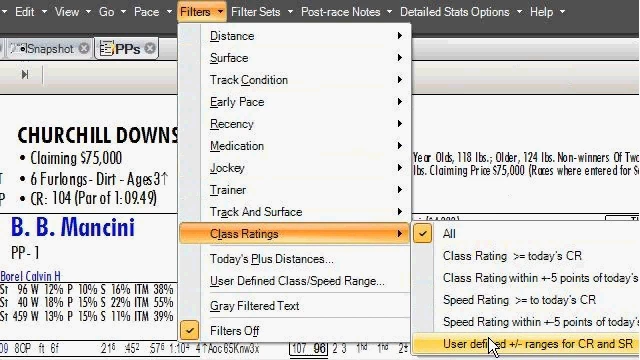 Edit View Go Pace Filters Filter Sets Post-race Notes Detailed Stats Options Help
Snapshot PPs
Distance
Surface
Track Condition
Early Pace
Recency
Medication
Jockey
Trainer
Track And Surface
Class Ratings
Today's Plus Distances...
User Defined Class/Speed Range...
Gray Filtered Text
Filters Off
All
Class Rating >= today's CR
Class Rating within +-5 points of today's
Speed Rating >= to today's CR
Speed Rating within +-5 points of today's
User defined +/- ranges for CR and SR
CHURCHILL DOWNS
• Claiming $75,000
• 6 Furlongs - Dirt - Ages3↑
• CR: 104 (Par of 1:09.49)
Year Olds, 118 lbs.; Older, 124 lbs. Non-winners Of Two
lbs. Claiming Price $75,000 (Races where entered for
B. B. Mancini
PP- 1
Borel Calvin H
St 96 W 12% P 10% S 16% ITM 38%
St 40 W 18% P 15% S 22% ITM 55%
St 459 W 13% P 15% S 11% ITM 39%